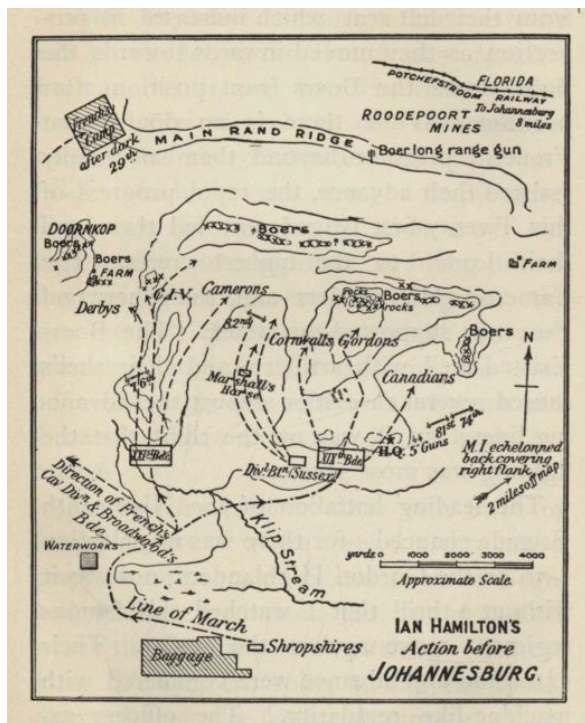 FLORIDA
POTCHEFSTROOM RAILWAY
To Johannesburg
8 miles
ROODEPOORT
MINES
French's
Camp
after dark
29th
MAIN RAND RIDGE
Boer long range gun
DOORNKOP
Boers
Boers
FARM
Derbys
C.I.V.
Camerons
82nd
Boers
FARM
rocks
Boers
rocks
Boers
Cornwalls
Gordons
Marshall's
Horse
Canadians
N
76th
XIXth Bde
Divl. Btn. (Sussex)
H.Q.
5" Guns
81st 74th
M.I. echelonned
back covering
right flank
2 miles off map
Direction of French's
Cav. Divn & Broadwood's
Bde
WATERWORKS
Klip Stream
yards. 0 1000 2000 3000 4000
Approximate Scale.
Line of March
Shropshires
Baggage
IAN HAMILTON'S
Action before
JOHANNESBURG.